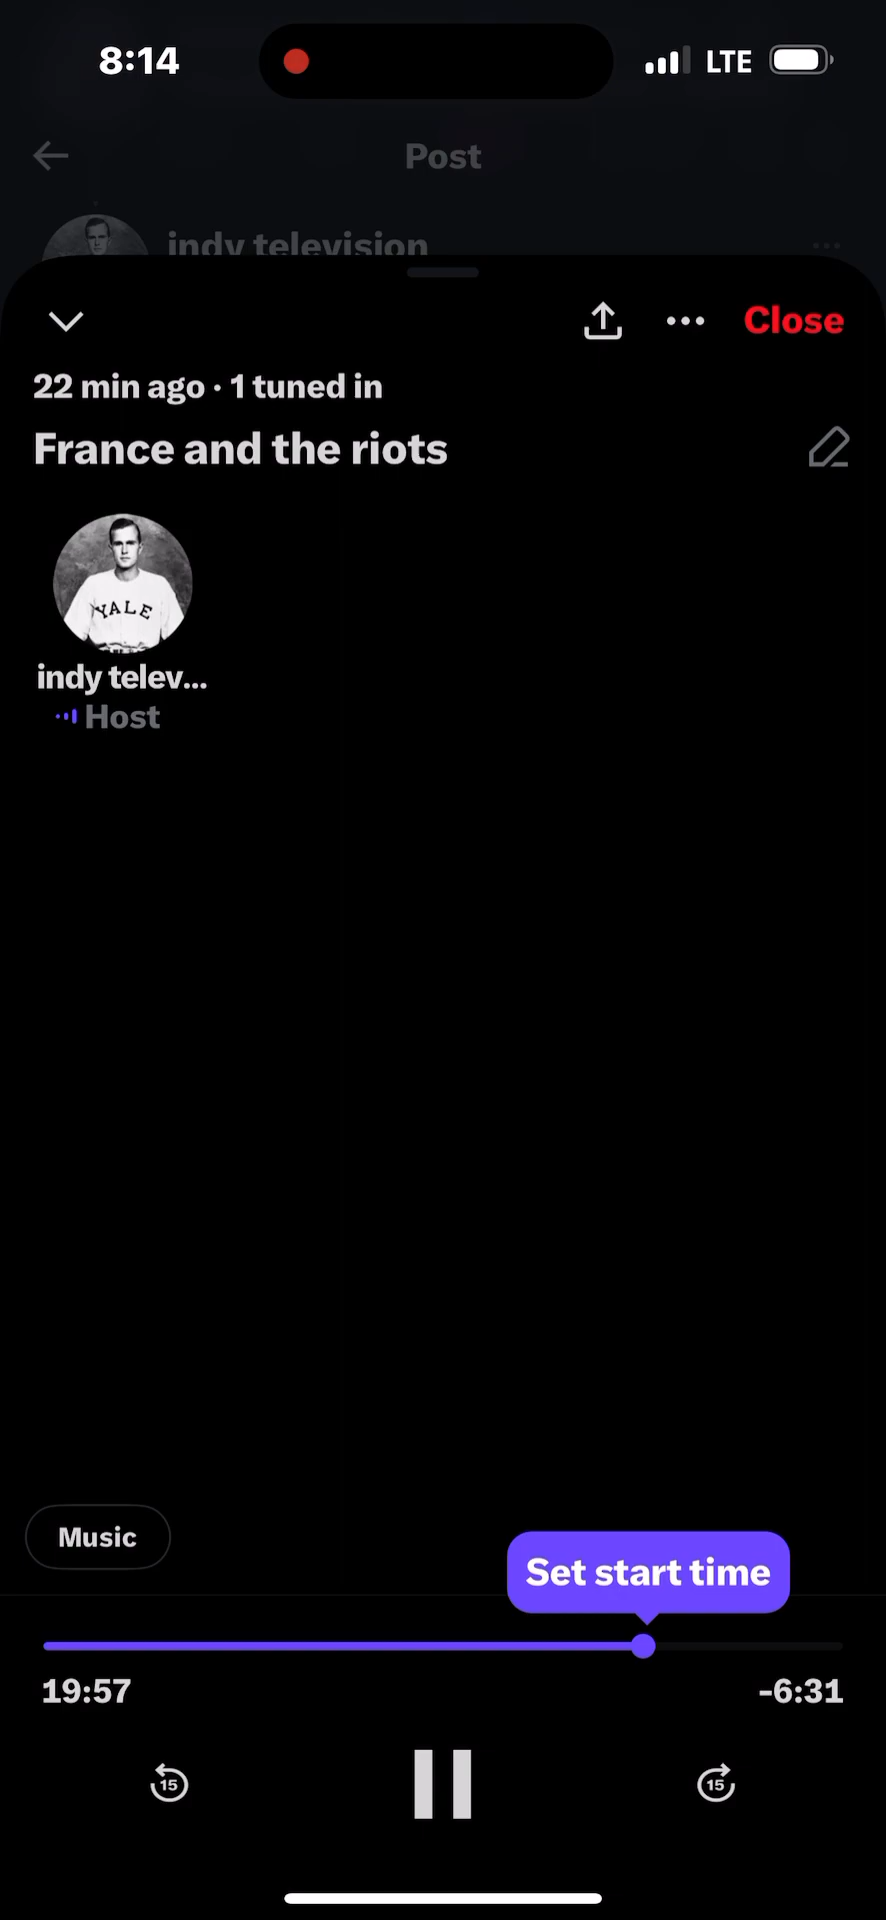 8:14
LTE
Post
indy television
Close
22 min ago · 1 tuned in
France and the riots
YALE
indy telev...
Host
Music
Set start time
19:57
-6:31
15
15